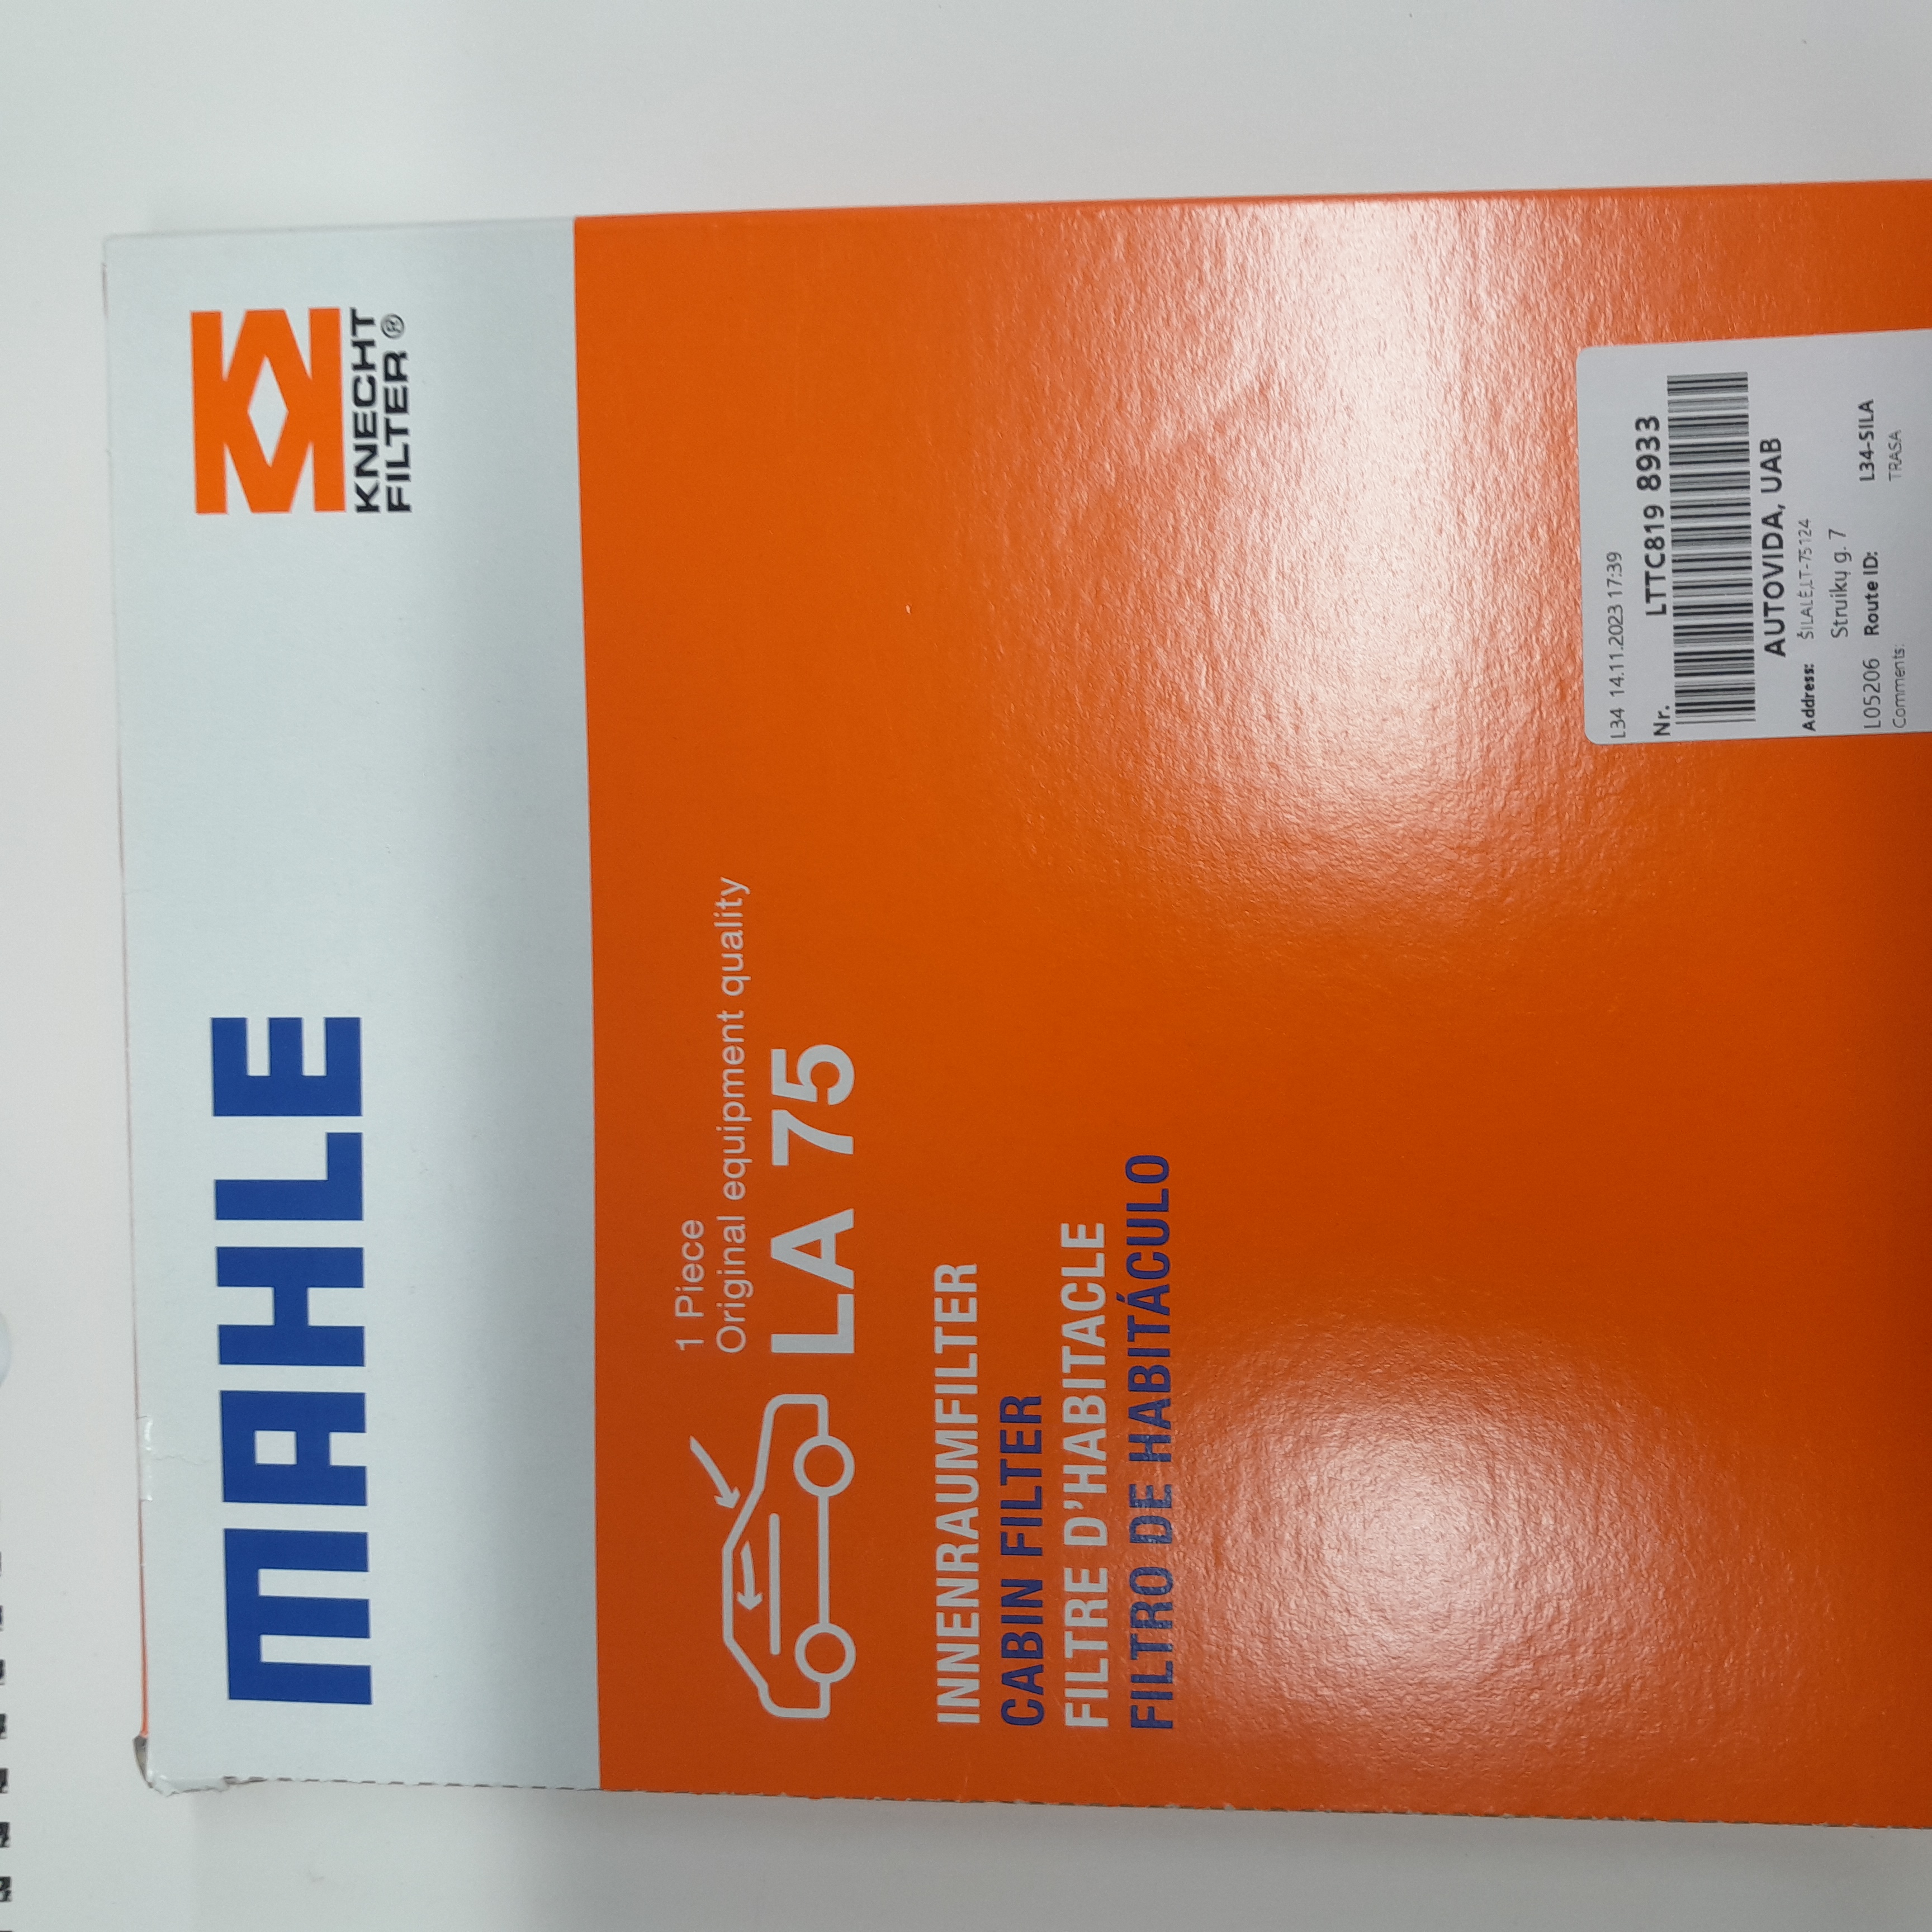 MAHLE
KNECHT
FILTER®
1 Piece
Original equipment quality
LA 75
INNENRAUMFILTER
CABIN FILTER
FILTRE D'HABITACLE
FILTRO DE HABITÁCULO
L34 14.11.2023 17:39
Nr. LTTC819 8933
AUTOVIDA, UAB
Address: ŠILALĖ,LT-75124
Struikų g. 7
L05206 Route ID: L34-SILA
Comments: TRASA